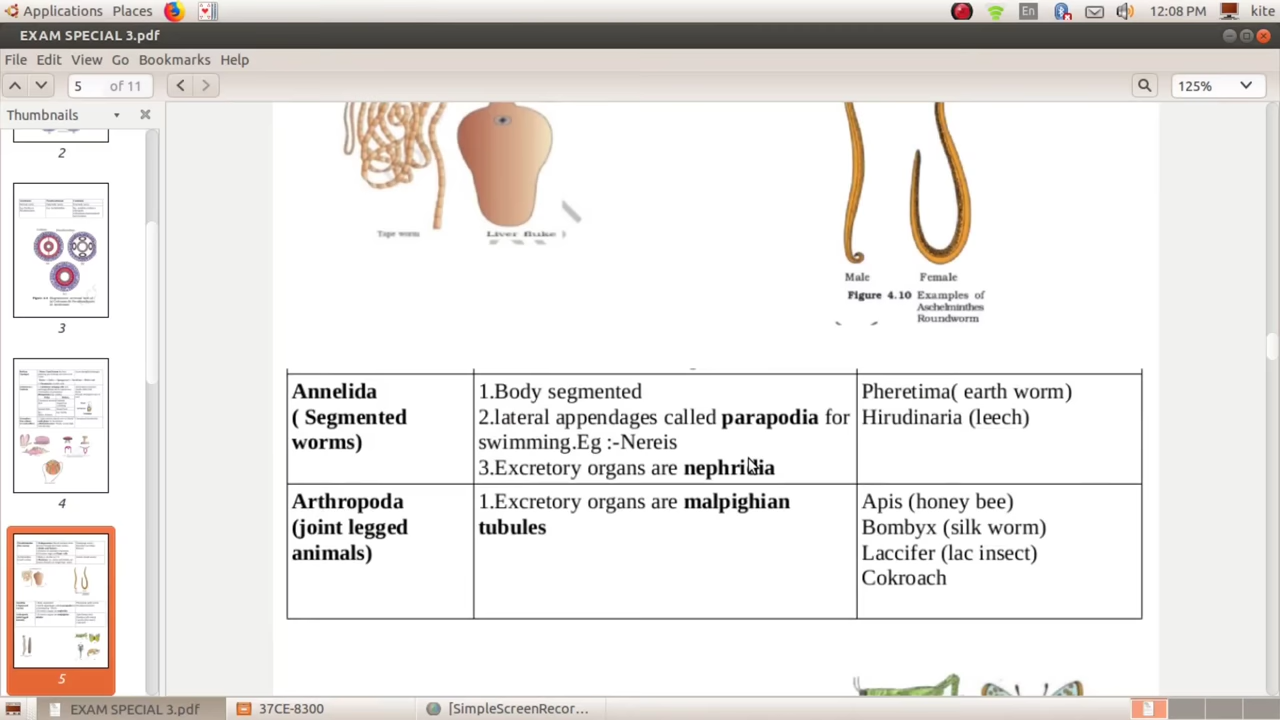 Applications Places En 12:08 PM kite
EXAM SPECIAL 3.pdf
File Edit View Go Bookmarks Help
5 of 11 125%
Thumbnails
2
3
4
5
Tape worm Liver fluke )
Male Female
Figure 4.10 Examples of
Aschelminthes
Roundworm
Annelida
( Segmented
worms)
1.Body segmented
2.lateral appendages called parapodia for
swimming.Eg :-Nereis
3.Excretory organs are nephridia
Pheretima( earth worm)
Hirudinaria (leech)
Arthropoda
(joint legged
animals)
1.Excretory organs are malpighian
tubules
Apis (honey bee)
Bombyx (silk worm)
Laccifer (lac insect)
Cokroach
EXAM SPECIAL 3.pdf 37CE-8300 [SimpleScreenRecor...